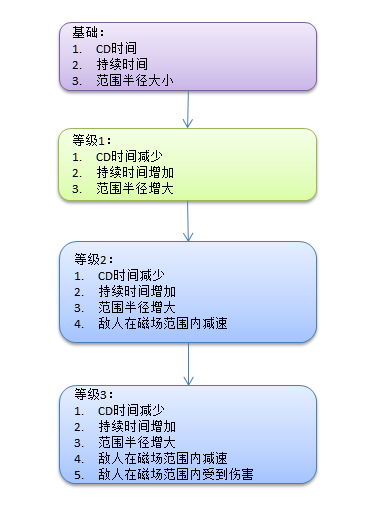 基础：
1. CD时间
2. 持续时间
3. 范围半径大小
等级1：
1. CD时间减少
2. 持续时间增加
3. 范围半径增大
等级2：
1. CD时间减少
2. 持续时间增加
3. 范围半径增大
4. 敌人在磁场范围内减速
等级3：
1. CD时间减少
2. 持续时间增加
3. 范围半径增大
4. 敌人在磁场范围内减速
5. 敌人在磁场范围内受到伤害